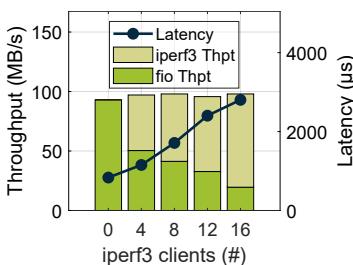 Latency
iperf3 Thpt
fio Thpt
Throughput (MB/s)
150
100
50
0
Latency (μs)
4000
2000
0
0 4 8 12 16
iperf3 clients (#)